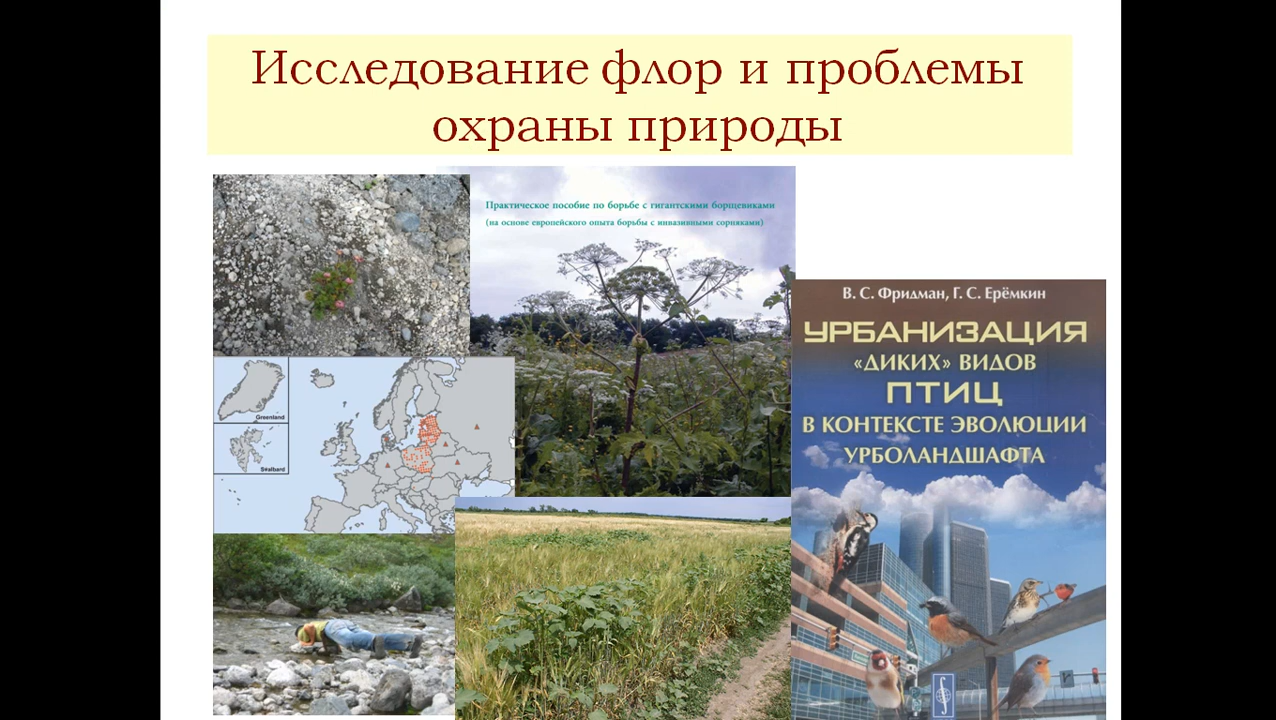 Исследование флор и проблемы
охраны природы
Практическое пособие по борьбе с гигантскими борщевиками
(на основе европейского опыта борьбы с инвазивными сорняками)
Greenland
Svalbard
В. С. Фридман, Г. С. Ерёмкин
УРБАНИЗАЦИЯ
«ДИКИХ» ВИДОВ
ПТИЦ
В КОНТЕКСТЕ ЭВОЛЮЦИИ
УРБОЛАНДШАФТА